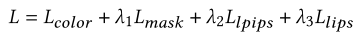 L = L_{color} + λ_1 L_{mask} + λ_2 L_{lpips} + λ_3 L_{lips}